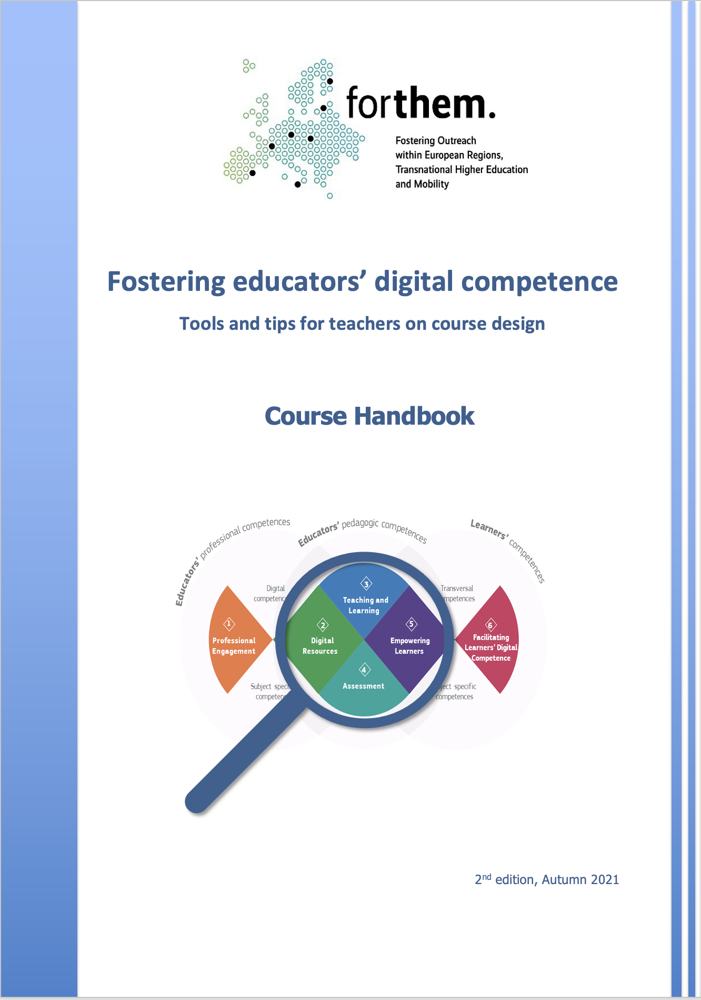 forthem.
Fostering Outreach
within European Regions,
Transnational Higher Education
and Mobility
Fostering educators’ digital competence
Tools and tips for teachers on course design
Course Handbook
Educators’ professional competences
Educators’ pedagogic competences
Learners’ competences
Digital
Transversal
3
Teaching and
Learning
1
Professional
Engagement
2
Digital
Resources
5
Empowering
Learners
6
Facilitating
Learners’ Digital
Competence
4
Assessment
Subject
specific
competences
2nd edition, Autumn 2021